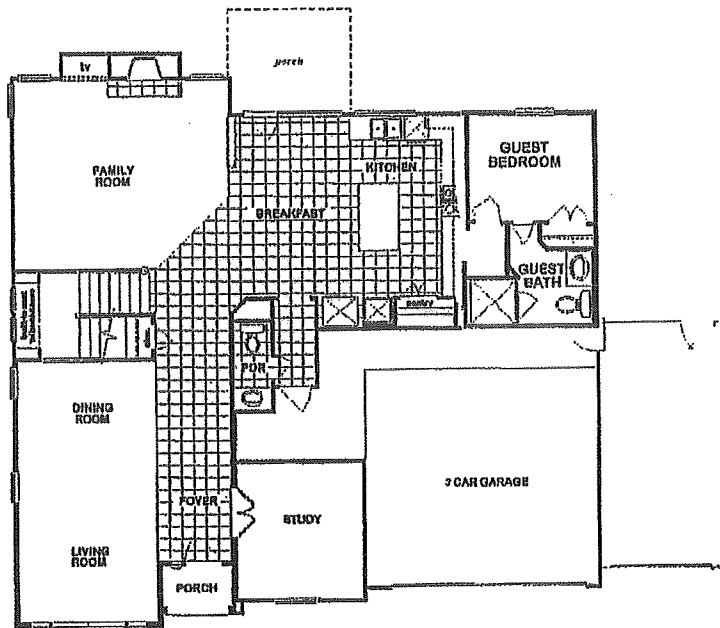 porch
tv
FAMILY
ROOM
KITCHEN
GUEST
BEDROOM
BREAKFAST
GUEST
BATH
pantry
PDR
DINING
ROOM
3 CAR GARAGE
FOYER
STUDY
LIVING
ROOM
PORCH
r